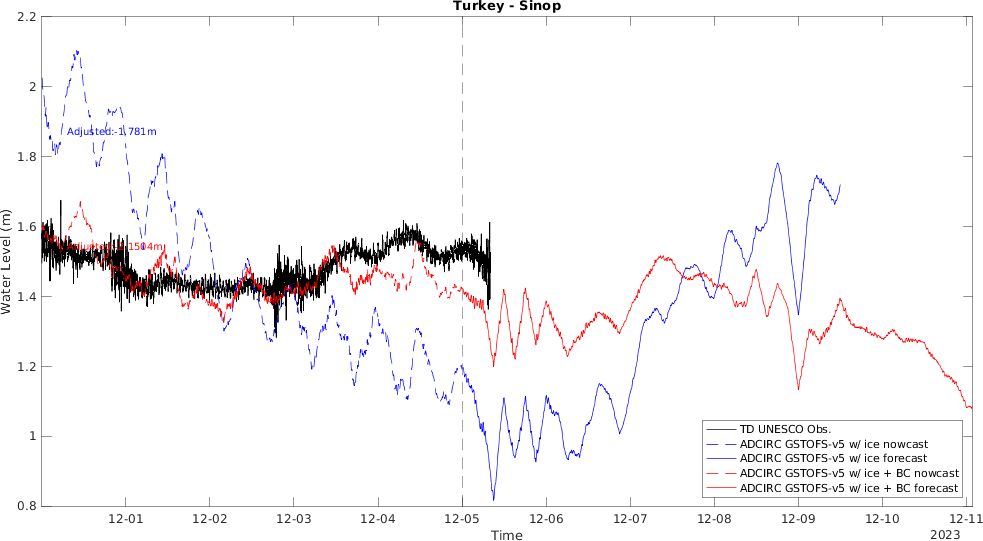 Turkey - Sinop
2.2
2
1.8
1.6
1.4
1.2
1
0.8
Water Level (m)
Adjusted:-1.781m
12-01
12-02
12-03
12-04
12-05
12-06
12-07
12-08
12-09
12-10
12-11
2023
Time
TD UNESCO Obs.
ADCIRC GSTOFS-v5 w/ ice nowcast
ADCIRC GSTOFS-v5 w/ ice forecast
ADCIRC GSTOFS-v5 w/ ice + BC nowcast
ADCIRC GSTOFS-v5 w/ ice + BC forecast